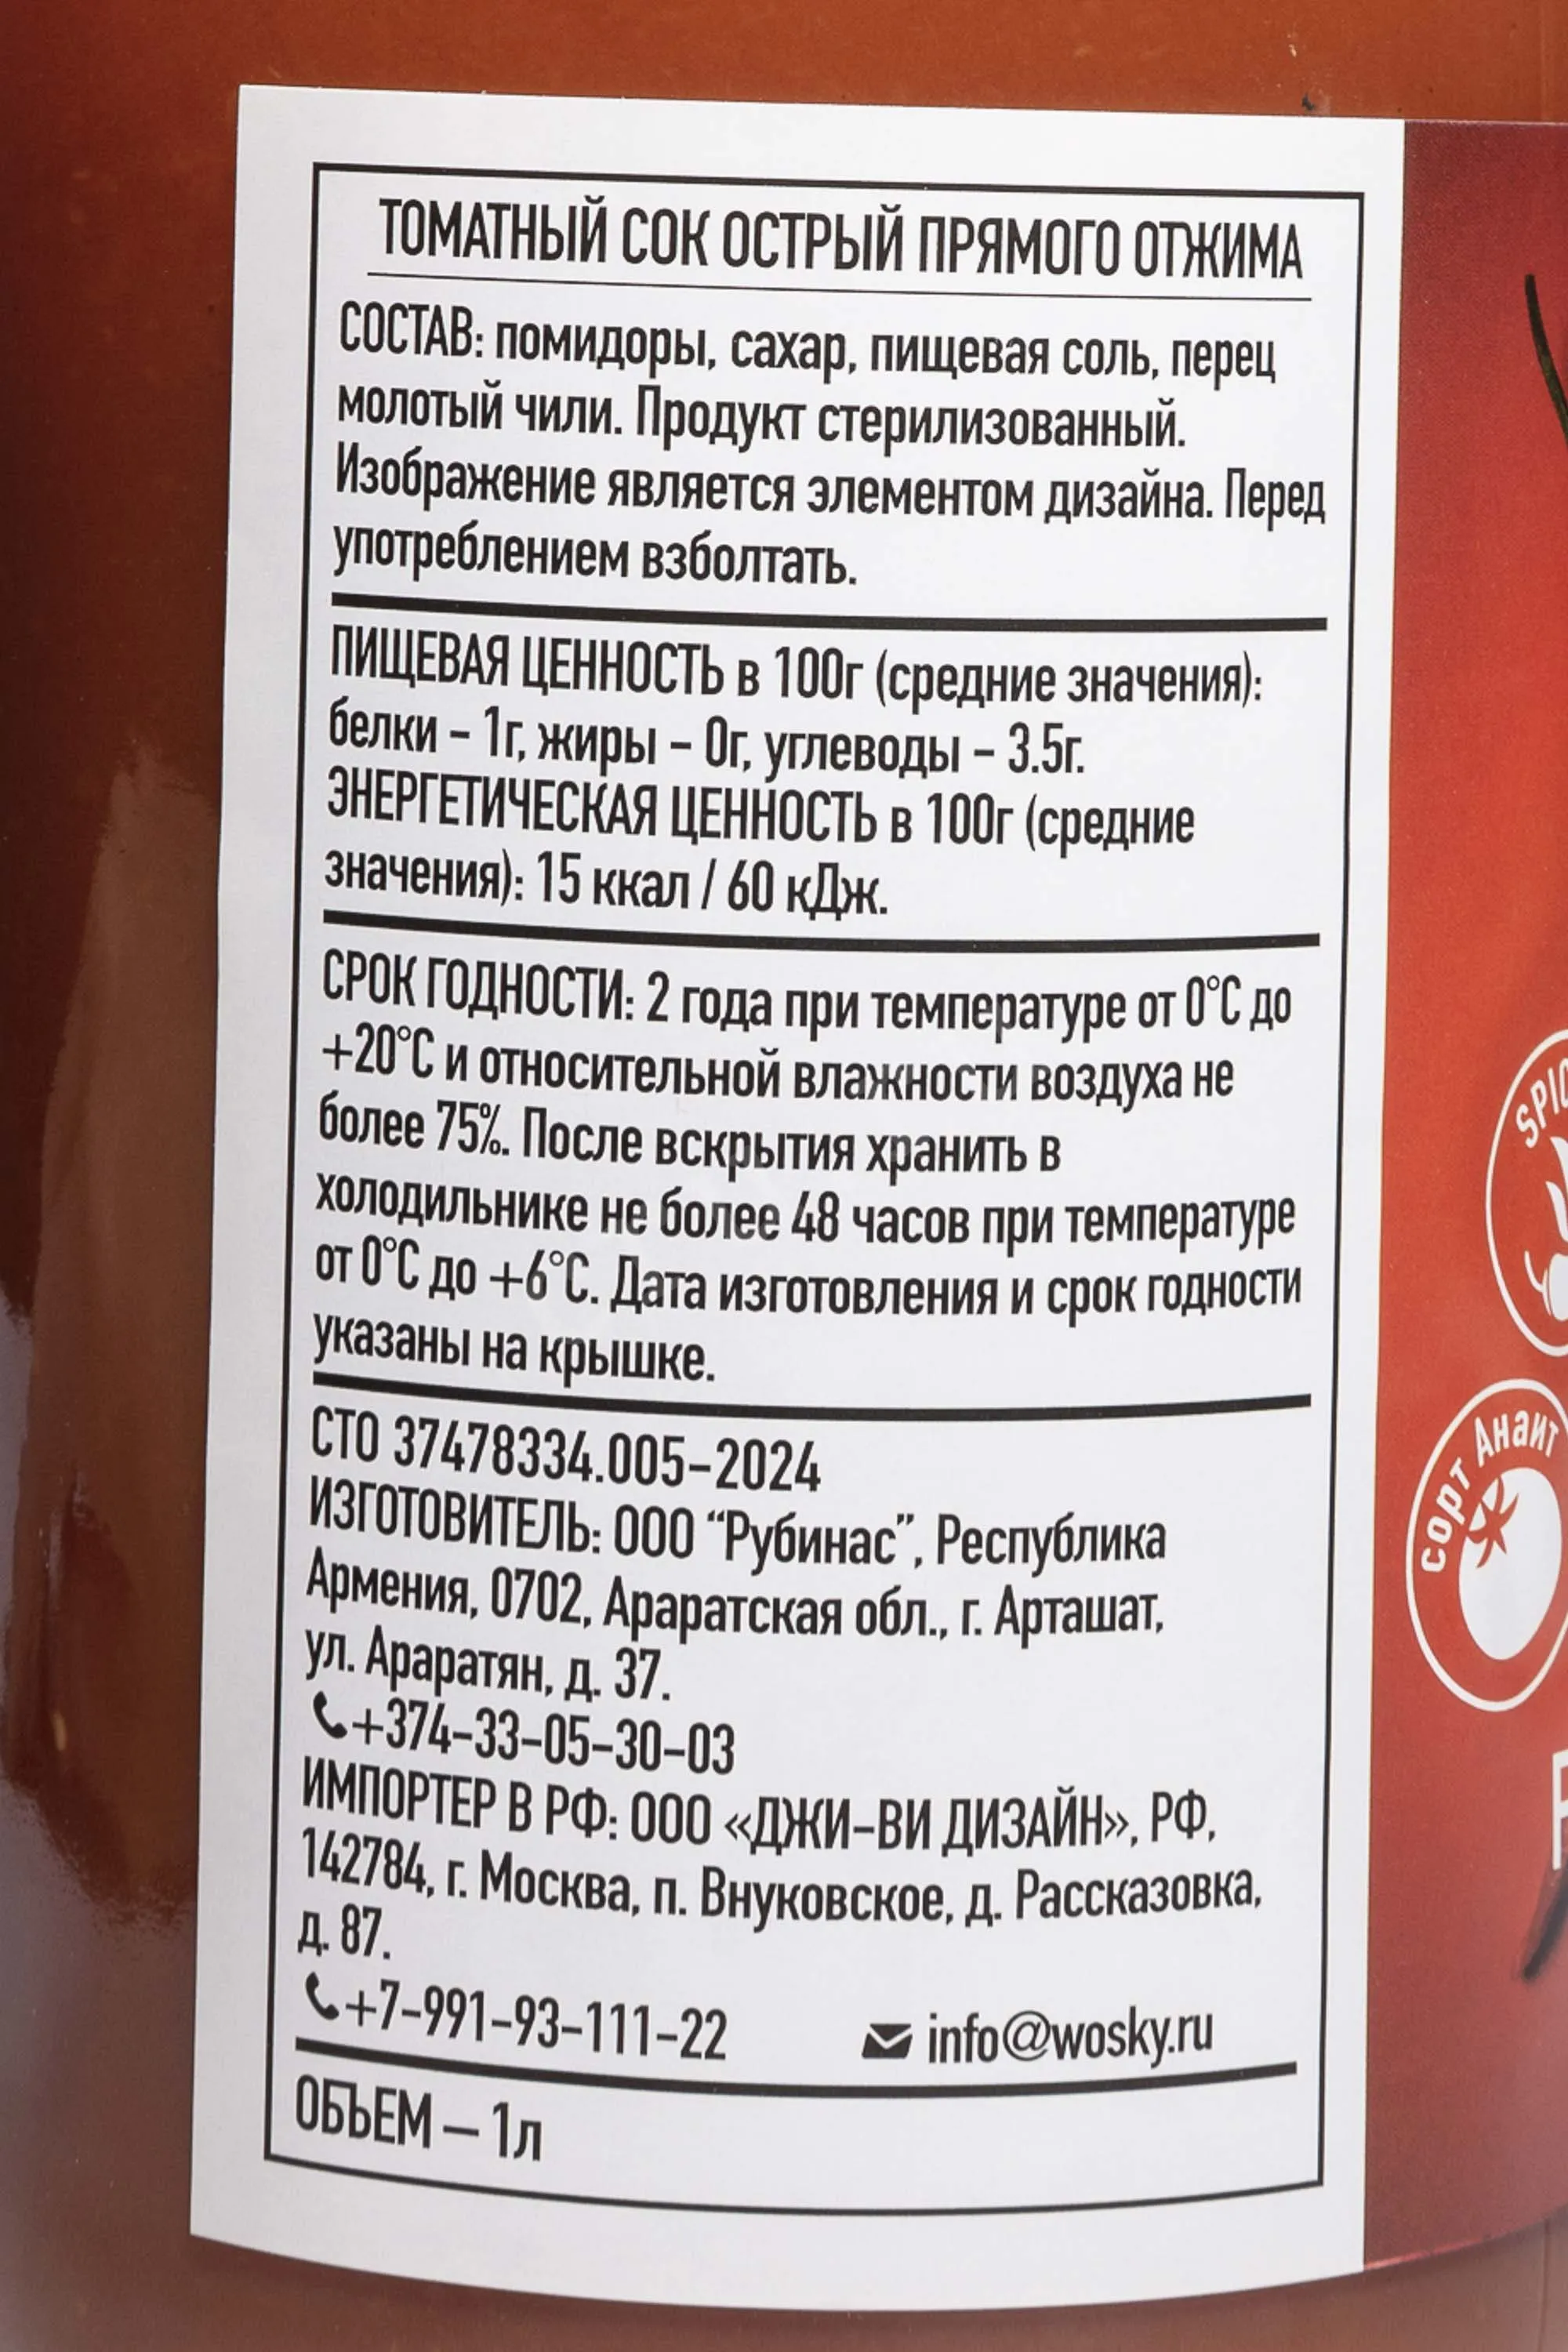 ТОМАТНЫЙ СОК ОСТРЫЙ ПРЯМОГО ОТЖИМА
СОСТАВ: помидоры, сахар, пищевая соль, перец
молотый чили. Продукт стерилизованный.
Изображение является элементом дизайна. Перед
употреблением взболтать.
ПИЩЕВАЯ ЦЕННОСТЬ в 100г (средние значения):
белки – 1г, жиры – 0г, углеводы – 3.5г.
ЭНЕРГЕТИЧЕСКАЯ ЦЕННОСТЬ в 100г (средние
значения): 15 ккал / 60 кДж.
СРОК ГОДНОСТИ: 2 года при температуре от 0°С до
+20°С и относительной влажности воздуха не
более 75%. После вскрытия хранить в
холодильнике не более 48 часов при температуре
от 0°С до +6°С. Дата изготовления и срок годности
указаны на крышке.
СТО 37478334.005-2024
ИЗГОТОВИТЕЛЬ: ООО “Рубинас”, Республика
Армения, 0702, Араратская обл., г. Арташат,
ул. Араратян, д. 37.
+374-33-05-30-03
ИМПОРТЕР В РФ: ООО «ДЖИ-ВИ ДИЗАЙН», РФ,
142784, г. Москва, п. Внуковское, д. Рассказовка,
д. 87.
+7-991-93-111-22 info@wosky.ru
ОБЪЕМ — 1л
сорт Анаит